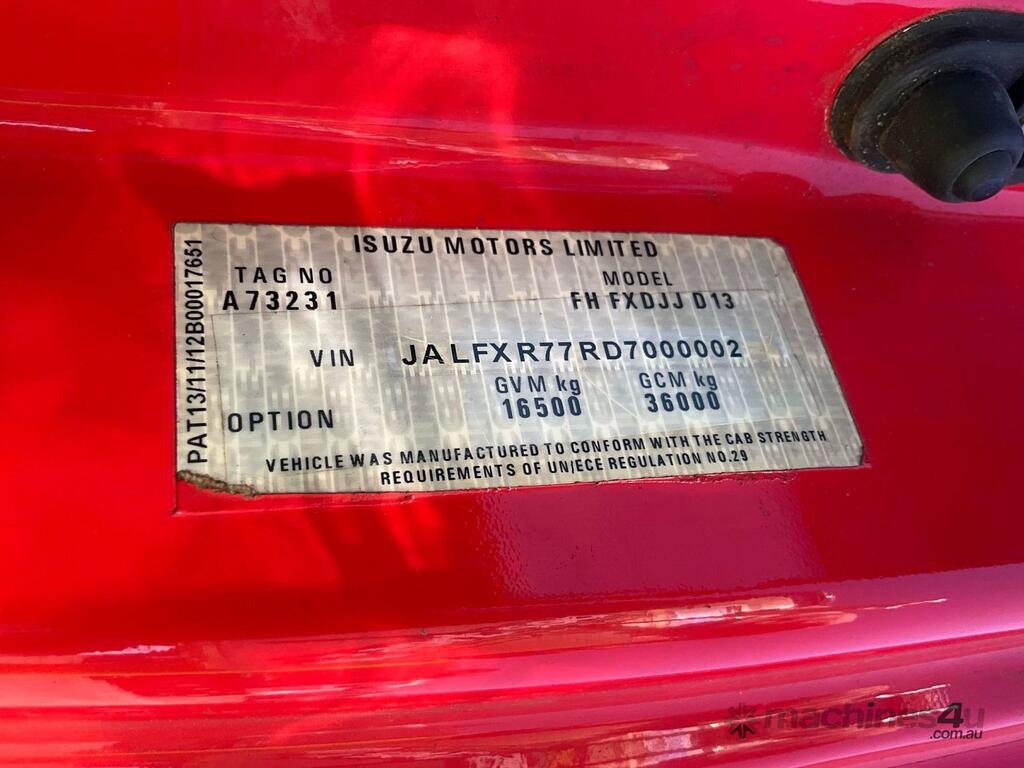 ISUZU MOTORS LIMITED
TAG NO MODEL
A73231 FH FXDJJ D13
VIN JALFXR77RD7000002
GVM kg GCM kg
16500 36000
OPTION
VEHICLE WAS MANUFACTURED TO CONFORM WITH THE CAB STRENGTH
REQUIREMENTS OF UN/ECE REGULATION NO.29
PAT13/11/12B00017651
machines4u
.com.au